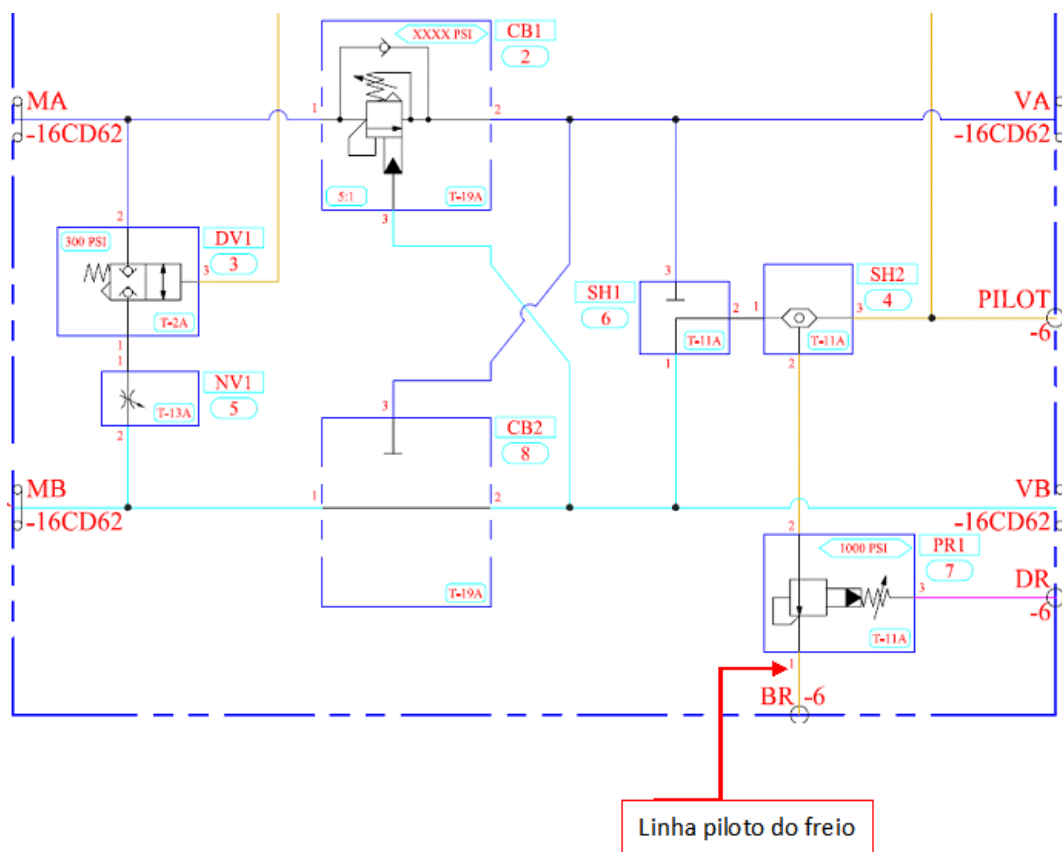 XXXX PSI
CB1
2
MA
-16CD62
1
2
VA
-16CD62
5:1
T-19A
3
2
300 PSI
DV1
3
3
T-2A
1
SH1
6
3
2
T-11A
1
SH2
4
1
3
T-11A
2
PILOT
-6
1
NV1
5
T-13A
2
3
CB2
8
MB
-16CD62
1
2
VB
-16CD62
T-19A
2
1000 PSI
PR1
7
3
DR
-6
T-11A
1
BR -6
Linha piloto do freio